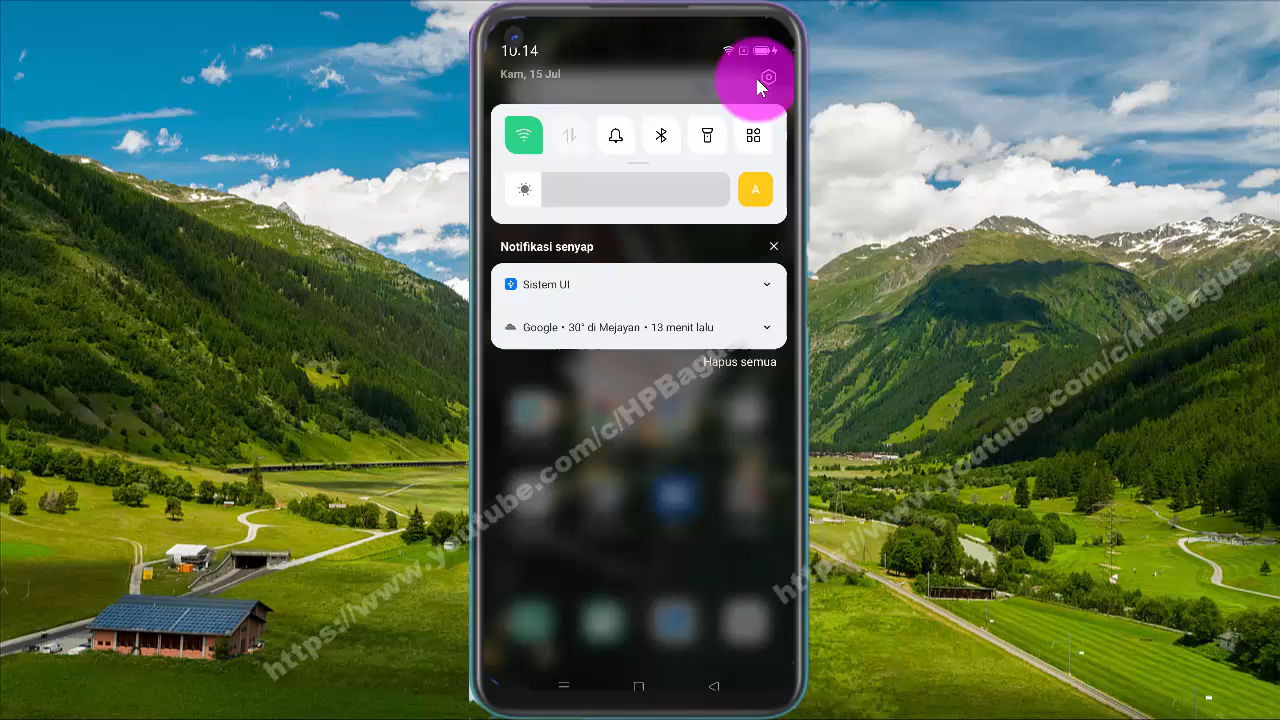 10.14
Kam, 15 Jul
A
Notifikasi senyap
Sistem UI
Google • 30° di Mejayan • 13 menit lalu
Hapus semua
https://www.youtube.com/c/HPBagus
https://www.youtube.com/c/HPBagus